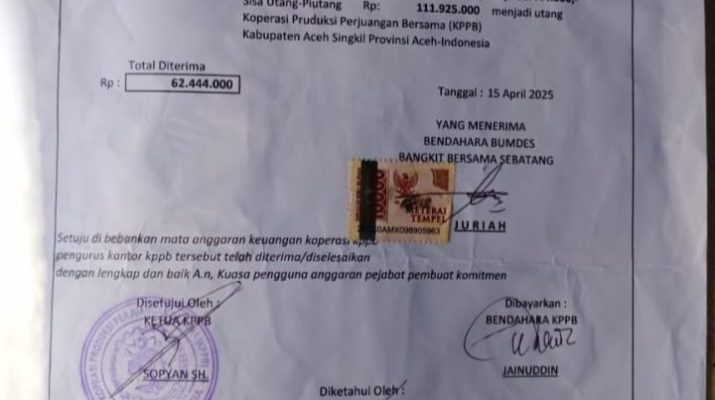 Sisa Utang-Piutang Rp: 111.925.000 menjadi utang
Koperasi Pruduksi Perjuangan Bersama (KPPB)
Kabupaten Aceh Singkil Provinsi Aceh-Indonesia
Total Diterima
Rp : 62.444.000
Tanggal : 15 April 2025
YANG MENERIMA
BENDAHARA BUMDES
BANGKIT BERSAMA SEBATANG
METERAI
TEMPEL
JURIAH
Setuju di bebankan mata anggaran keuangan koperasi kppb
pengurus kantor kppb tersebut telah diterima/diselesaikan
dengan lengkap dan baik A.n, Kuasa pengguna anggaran pejabat pembuat komitmen
Disetujui Oleh :
KETUA KPPB
SOPYAN SH.
Dibayarkan :
BENDAHARA KPPB
JAINUDDIN
Diketahui Oleh :